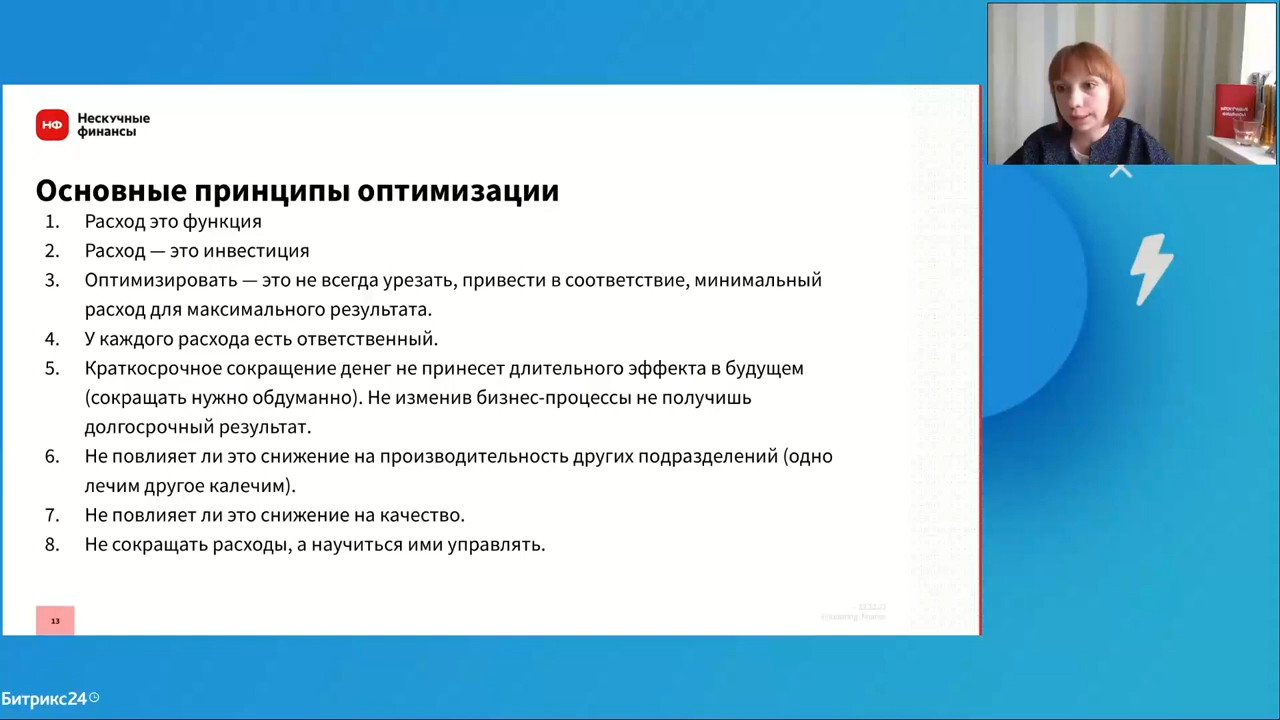 НФ
Нескучные
финансы
Основные принципы оптимизации
1. Расход это функция
2. Расход — это инвестиция
3. Оптимизировать — это не всегда урезать, привести в соответствие, минимальный
расход для максимального результата.
4. У каждого расхода есть ответственный.
5. Краткосрочное сокращение денег не принесет длительного эффекта в будущем
(сокращать нужно обдуманно). Не изменив бизнес-процессы не получишь
долгосрочный результат.
6. Не повлияет ли это снижение на производительность других подразделений (одно
лечим другое калечим).
7. Не повлияет ли это снижение на качество.
8. Не сокращать расходы, а научиться ими управлять.
13
Битрикс24